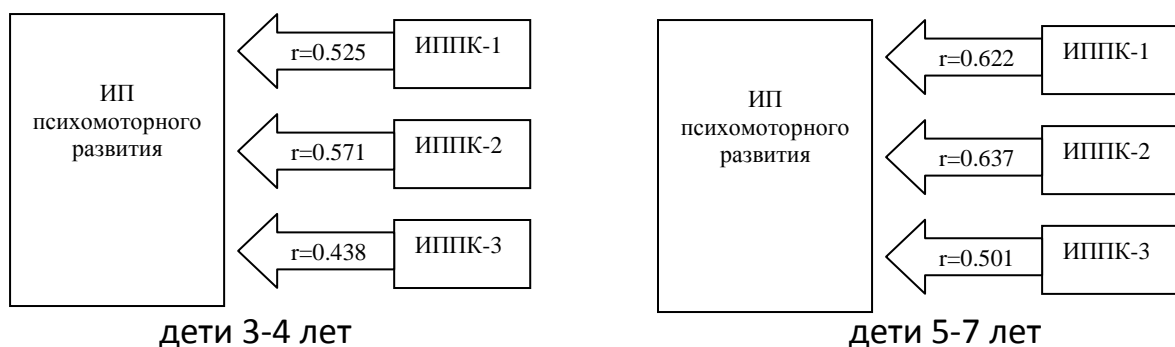 ИП
психомоторного
развития
r=0.525
ИППК-1
r=0.571
ИППК-2
r=0.438
ИППК-3
дети 3-4 лет
ИП
психомоторного
развития
r=0.622
ИППК-1
r=0.637
ИППК-2
r=0.501
ИППК-3
дети 5-7 лет